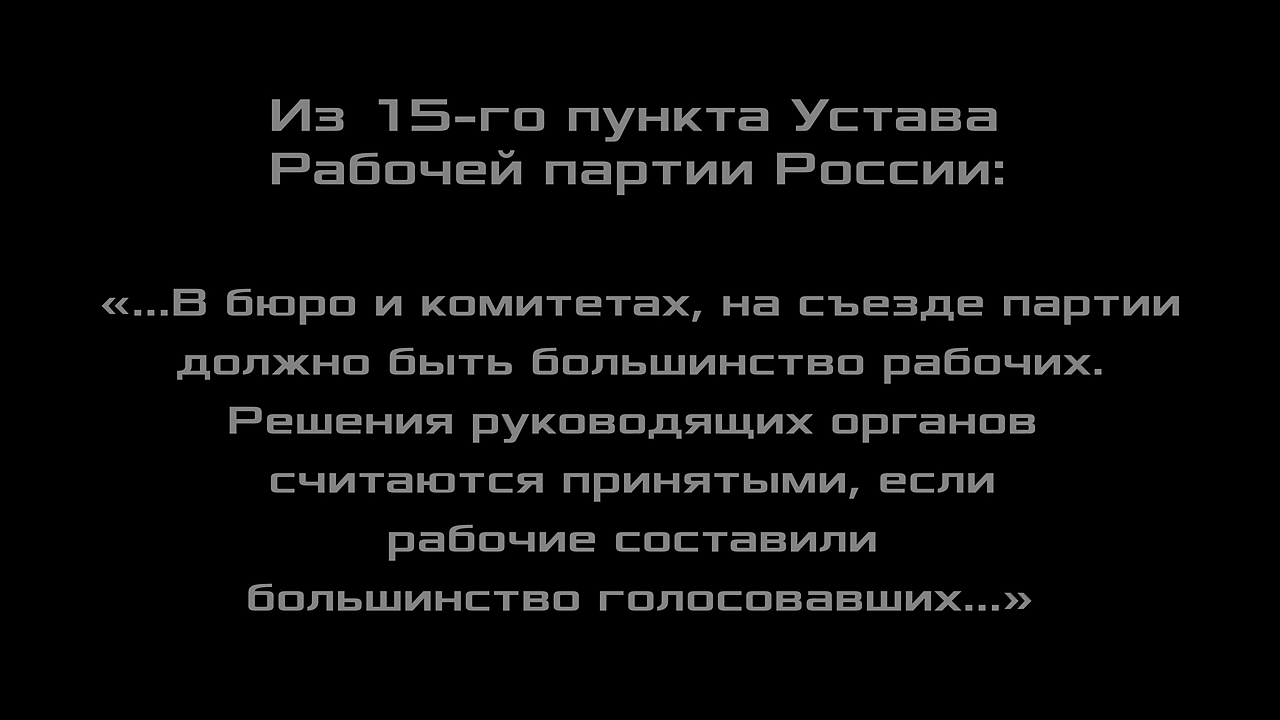 Из 15-го пункта Устава
Рабочей партии России:
«...В бюро и комитетах, на съезде партии
должно быть большинство рабочих.
Решения руководящих органов
считаются принятыми, если
рабочие составили
большинство голосовавших...»